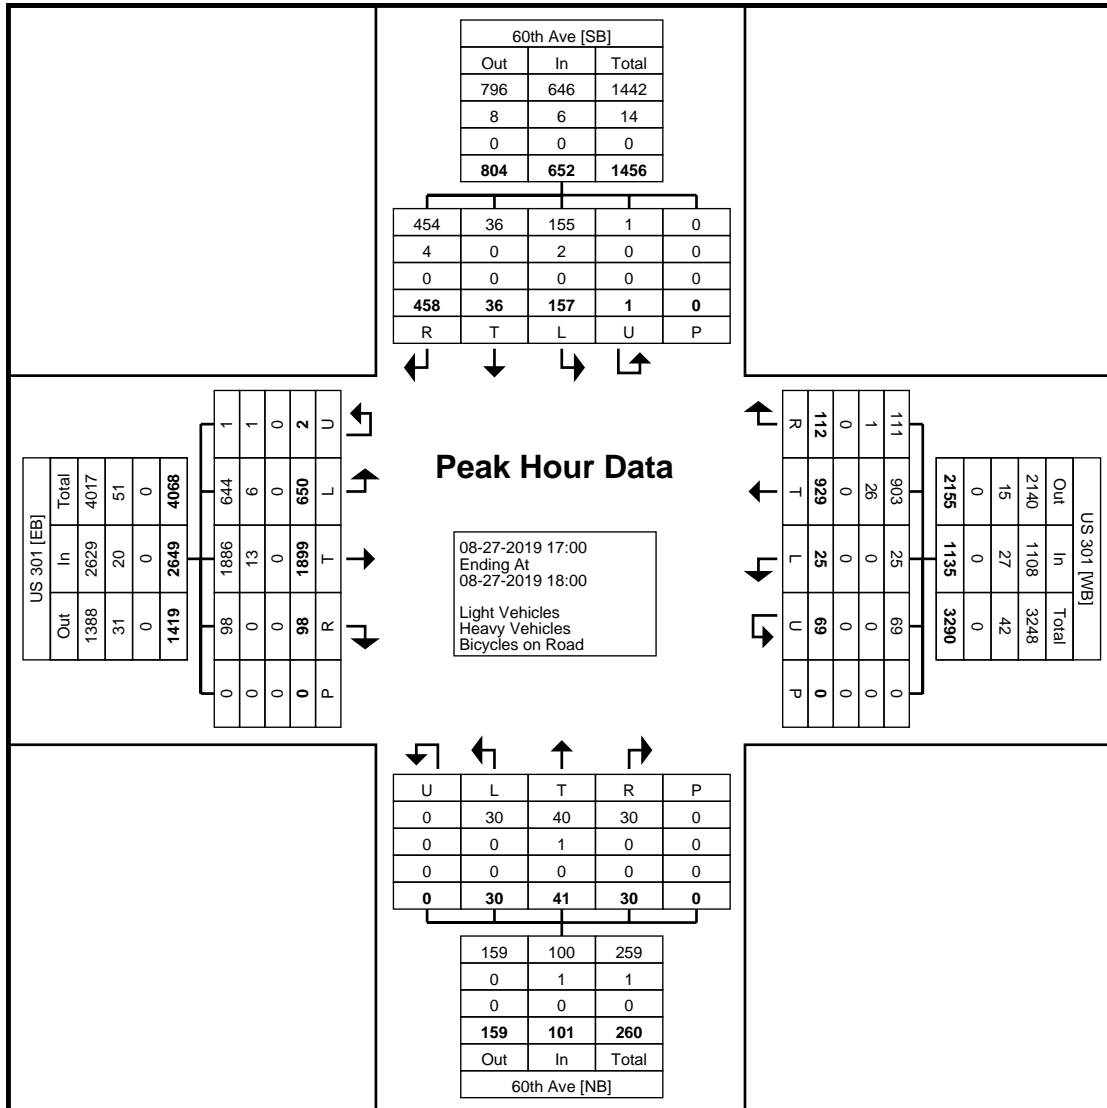 60th Ave [SB]
Out In Total
796 646 1442
8 6 14
0 0 0
804 652 1456
454 36 155 1 0
4 0 2 0 0
0 0 0 0 0
458 36 157 1 0
R T L U P
US 301 [EB]
Out In Total
1388 2629 4017
31 20 51
0 0 0
1419 2649 4068
98 1886 644 1
0 0 13 6 1
0 0 0 0 0
0 98 1899 650 2
P R T L U
Peak Hour Data
08-27-2019 17:00
Ending At
08-27-2019 18:00
Light Vehicles
Heavy Vehicles
Bicycles on Road
US 301 [WB]
Out In Total
2140 1108 3248
15 27 42
0 0 0
2155 1135 3290
111 903 25 69 0
1 26 0 0 0
0 0 0 0 0
112 929 25 69 0
R T L U P
U L T R P
0 30 40 30 0
0 0 1 0 0
0 0 0 0 0
0 30 41 30 0
159 100 259
0 1 1
0 0 0
159 101 260
Out In Total
60th Ave [NB]